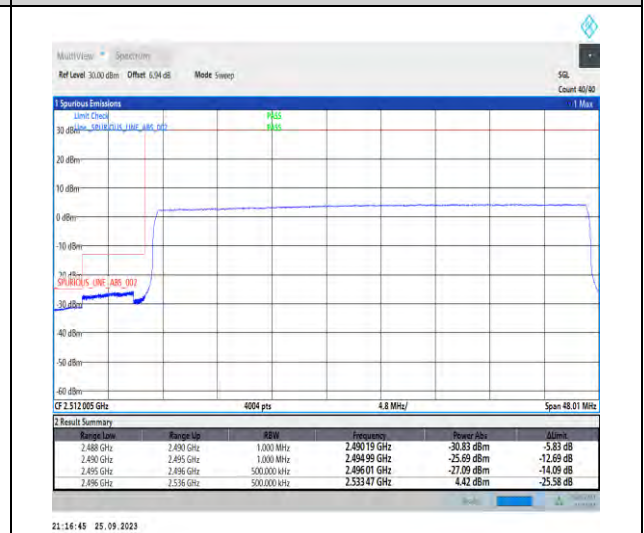 MultiView Spectrum
Ref Level 30.00 dBm Offset 6.94 dB Mode Sweep SGL
Count 40/40
1 Spurious Emissions 1 Max
Limit Check PASS
Line _SPURIOUS_LINE_ABS_002 PASS
30 dBm
20 dBm
10 dBm
0 dBm
-10 dBm
-20 dBm
_SPURIOUS_LINE_ABS_002
-30 dBm
-40 dBm
-50 dBm
-60 dBm
CF 2.512 005 GHz 4004 pts 4.8 MHz/ Span 48.01 MHz
2 Result Summary
Range Low Range Up RBW Frequency Power Abs ΔLimit
2.488 GHz 2.490 GHz 1.000 MHz 2.490 19 GHz -30.83 dBm -5.83 dB
2.490 GHz 2.495 GHz 1.000 MHz 2.494 99 GHz -25.69 dBm -12.69 dB
2.495 GHz 2.496 GHz 500.000 kHz 2.496 01 GHz -27.09 dBm -14.09 dB
2.496 GHz 2.536 GHz 500.000 kHz 2.533 47 GHz 4.42 dBm -25.58 dB
Ready
21:16:45 25.09.2023